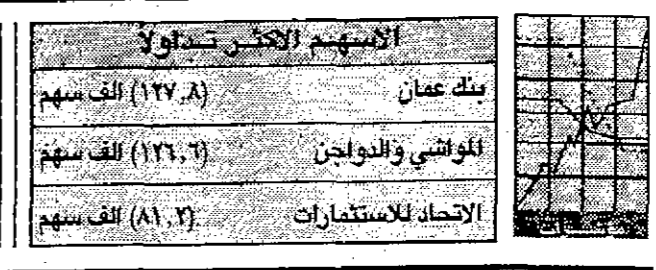 الاسهم الاكثر تداولاً
بنك عمان (١٢٧,٨) الف سهم
المواشي والدواجن (١٢٦,٦) الف سهم
الاتحاد للاستثمارات (٨١,٢) الف سهم